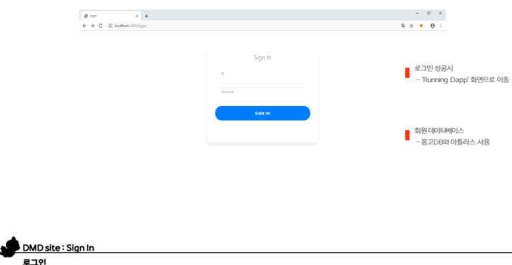 Sign In
Sign In
로그인 성공시
- 'Running Dapp' 화면으로 이동
회원 데이터베이스
- 몽고DB와 아틀라스 사용
DMD site : Sign In
로그인